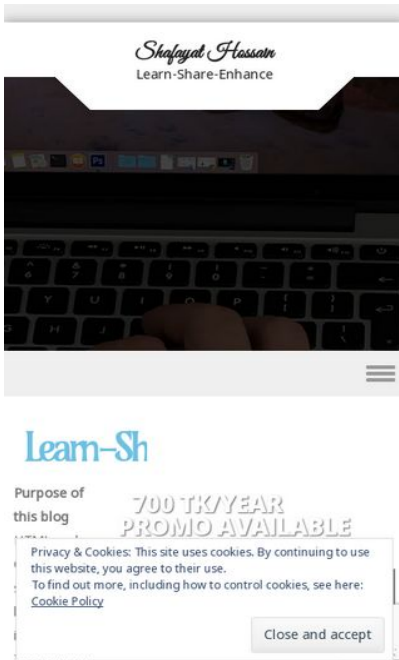 Shafayat Hossain
Learn-Share-Enhance
Learn-Sh
Purpose of
this blog
700 TK/YEAR
PROMO AVAILABLE
Privacy & Cookies: This site uses cookies. By continuing to use
this website, you agree to their use.
To find out more, including how to control cookies, see here:
Cookie Policy
Close and accept